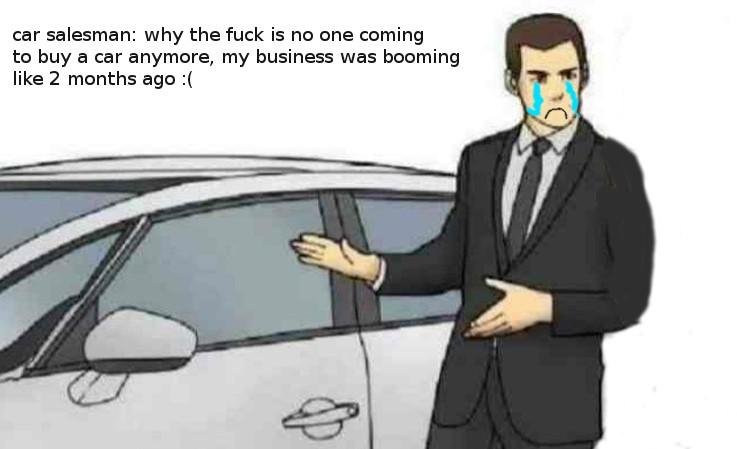 car salesman: why the fuck is no one coming
to buy a car anymore, my business was booming
like 2 months ago :(